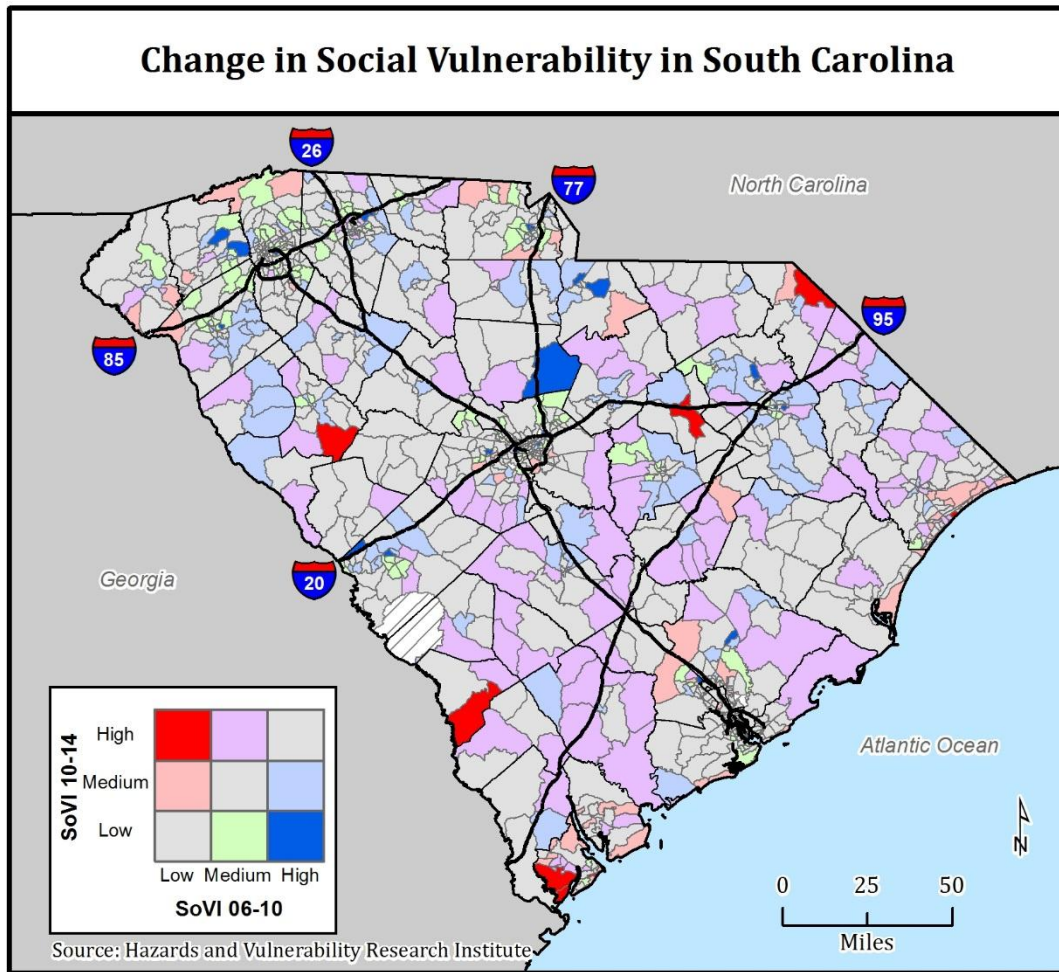 Change in Social Vulnerability in South Carolina
26
77
North Carolina
95
85
20
Georgia
Atlantic Ocean
SoVI 10-14
High
Medium
Low
Low Medium High
SoVI 06-10
N
0 25 50
Miles
Source: Hazards and Vulnerability Research Institute